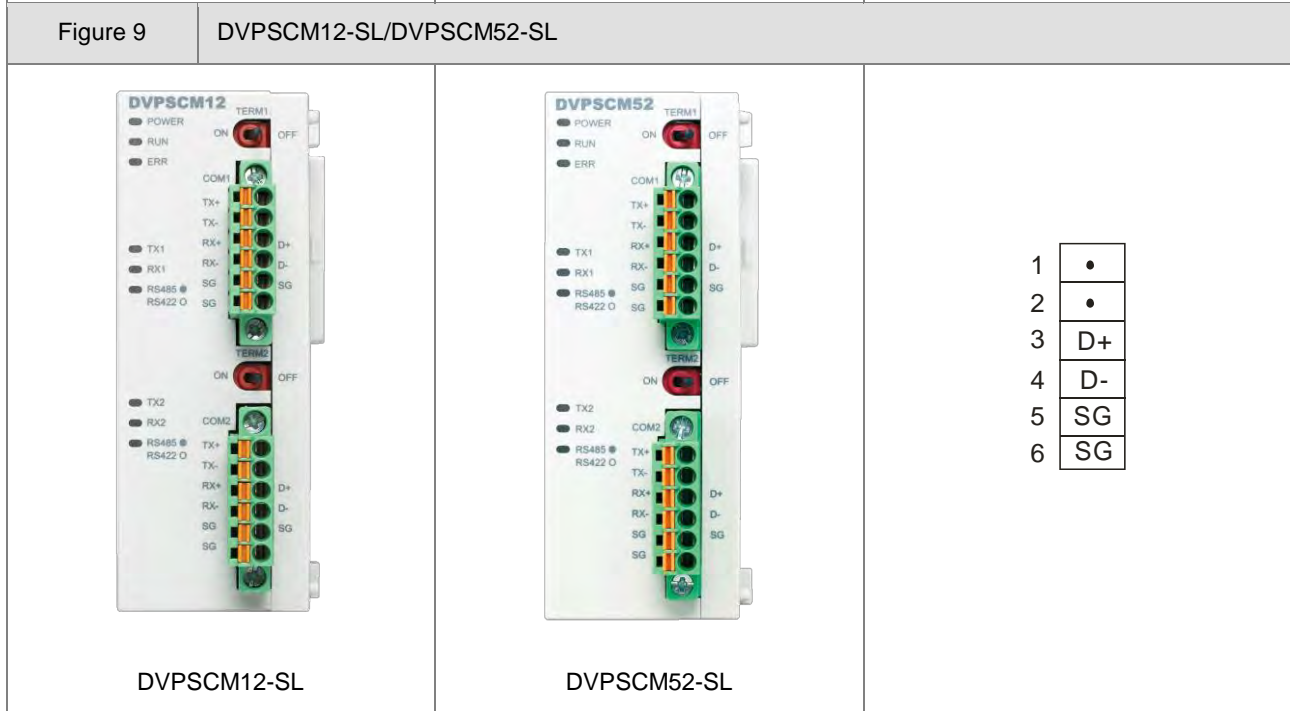 Figure 9 DVPSCM12-SL/DVPSCM52-SL
DVPSCM12
TERM1
POWER
ON OFF
RUN
ERR
COM1
TX+
TX-
RX+ D+
TX1
RX- D-
RX1
SG SG
RS485
RS422 SG
TERM2
ON OFF
TX2
RX2 COM2
RS485 TX+
RS422 TX-
RX+ D+
RX- D-
SG SG
SG
DVPSCM12-SL
DVPSCM52
TERM1
POWER
ON OFF
RUN
ERR
COM1
TX+
TX-
RX+ D+
TX1
RX- D-
RX1
SG SG
RS485
RS422 SG
TERM2
ON OFF
TX2
RX2 COM2
RS485 TX+
RS422 TX-
RX+ D+
RX- D-
SG SG
SG
DVPSCM52-SL
1 •
2 •
3 D+
4 D-
5 SG
6 SG